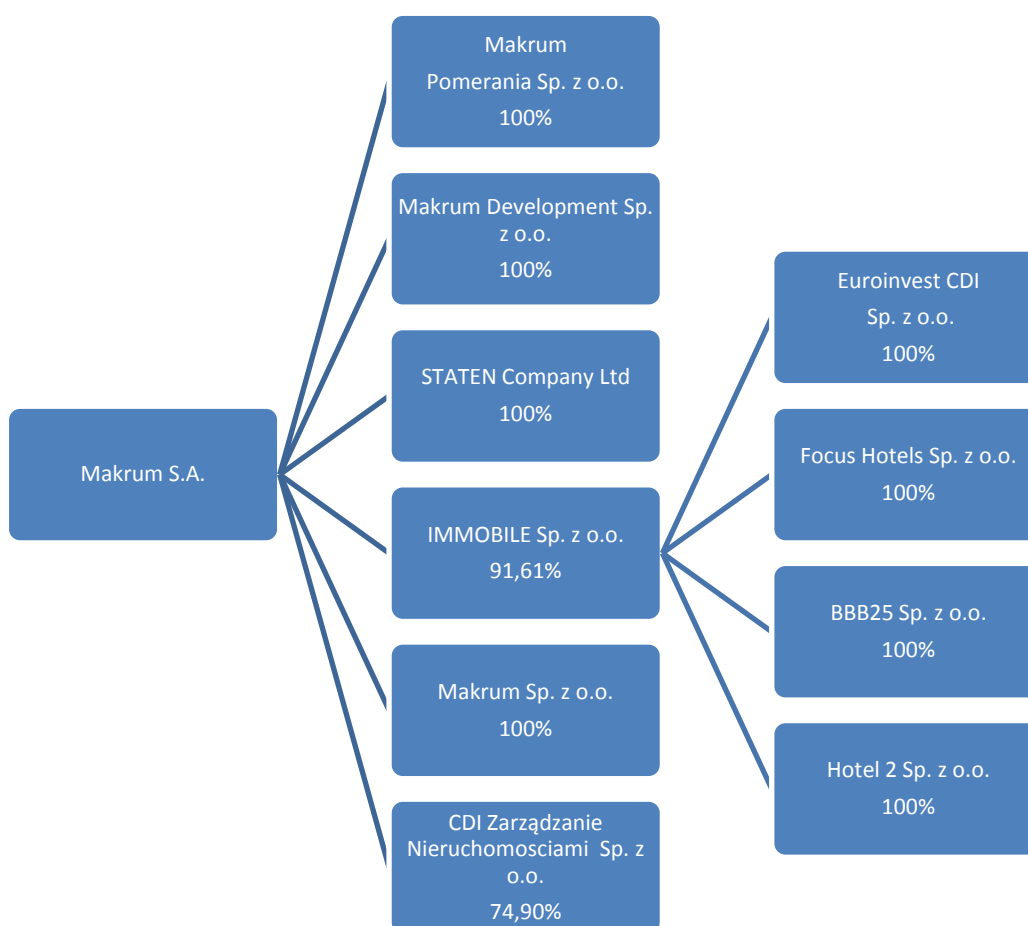 Makrum S.A.
Makrum
Pomerania Sp. z o.o.
100%
Makrum Development Sp.
z o.o.
100%
STATEN Company Ltd
100%
IMMOBILE Sp. z o.o.
91,61%
Makrum Sp. z o.o.
100%
CDI Zarządzanie
Nieruchomosciami  Sp. z
o.o.
74,90%
Euroinvest CDI
Sp. z o.o.
100%
Focus Hotels Sp. z o.o.
100%
BBB25 Sp. z o.o.
100%
Hotel 2 Sp. z o.o.
100%